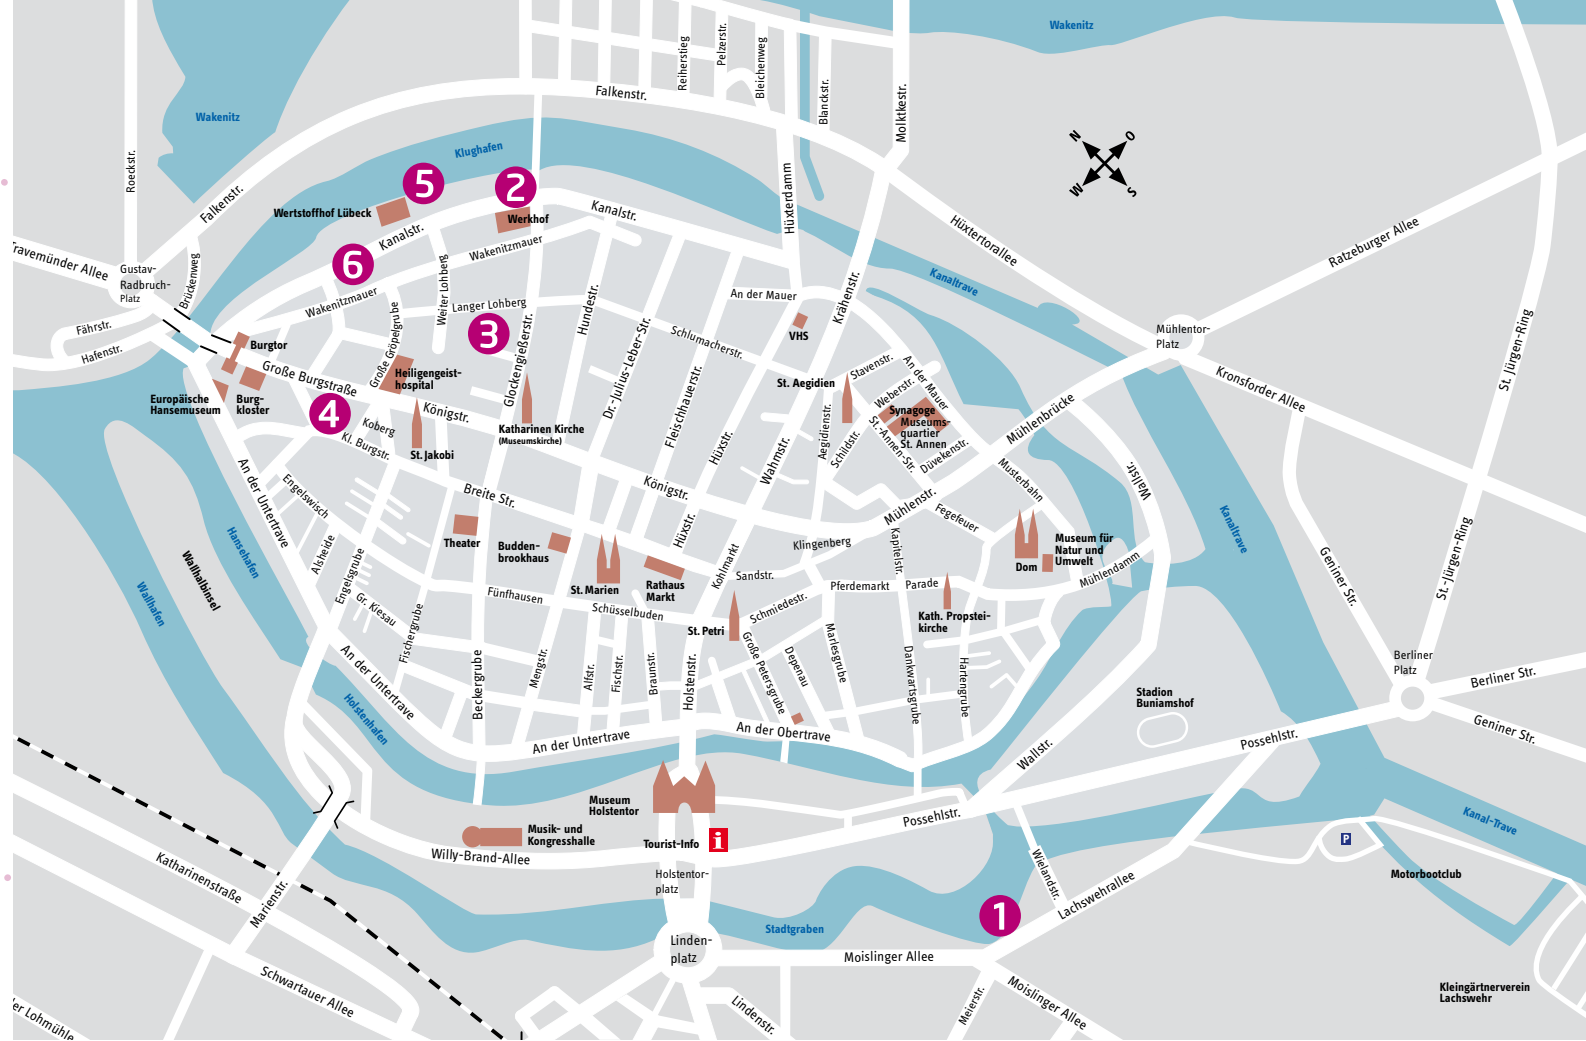 Wakenitz
Reiherstieg
Pelzerstr.
Bleichenweg
Blanckstr.
Molktkestr.
Falkenstr.
Wakenitz
Roeckstr.
Klughafen
N
O
W
S
5
2
Falkenstr.
Hüxterdamm
Wertstoffhof Lübeck
Werkhof
Kanalstr.
Kanalstr.
Hüxtertorallee
Ratzeburger Allee
Travemünder Allee
Gustav-
Radbruch-
Platz
Brückenweg
6
Wakenitzmauer
Wakenitzmauer
Weiter Lohberg
Langer Lohberg
An der Mauer
Krähenstr.
Kanaltrave
Fährstr.
Hafenstr.
Burgtor
Große Gröpelgrube
3
Glockengießerstr.
Hundestr.
Dr.-Julius-Leber-Str.
Schlumacherstr.
VHS
Mühlentor-
Platz
St. Jürgen-Ring
Große Burgstraße
Heiligengeist-
hospital
Fleischhauerstr.
St. Aegidien
Stavenstr.
An der Mauer
Weberstr.
Kronsforder Allee
Europäische
Hansemuseum
Burg-
kloster
4
Koberg
Königstr.
Kl. Burgstr.
St. Jakobi
Katharinen Kirche
(Museumskirche)
Hüxstr.
Wahmstr.
Aegidienstr.
Schildstr.
St.-Annen-Str.
Synagoge
Museums-
quartier
St. Annen
Düvekenstr.
Mühlenbrücke
An der Untertrave
Engelswisch
Breite Str.
Königstr.
Mühlenstr.
Musterbahn
Wallstr.
Fegefeuer
Hansehafen
Wallhalbinsel
Wallhafen
Alsheide
Engelsgrube
Theater
Budden-
brookhaus
St. Marien
Rathaus
Markt
Hüxstr.
Kohlmarkt
Sandstr.
Klingenberg
Kapitelstr.
Dom
Museum für
Natur und
Umwelt
Mühlendamm
Kanaltrave
Geniner Str.
St.-Jürgen-Ring
Gr. Kiesau
Fischergrube
Fünfhausen
Schüsselbuden
St. Petri
Schmiedestr.
Pferdemarkt
Parade
Kath. Propstei-
kirche
An der Untertrave
Holstenhafen
Beckergrube
Mengstr.
Alfstr.
Fischstr.
Braunstr.
Holstenstr.
Große Petersgrube
Depenau
Marlesgrube
Dankwartsgrube
Hartengrube
Berliner
Platz
Berliner Str.
Geniner Str.
Stadion
Buniamshof
An der Untertrave
An der Obertrave
Wallstr.
Possehlstr.
Museum
Holstentor
Possehlstr.
Kanal-Trave
Musik- und
Kongresshalle
Tourist-Info
i
P
Willy-Brand-Allee
Holstentor-
platz
Wielandstr.
Lachswehrallee
Motorbootclub
Katharinenstraße
Marienstr.
1
Stadtgraben
Linden-
platz
Moislinger Allee
Schwartauer Allee
Lindenstr.
Meierstr.
Moislinger Allee
Kleingärtnerverein
Lachswehr
er Lohmühle